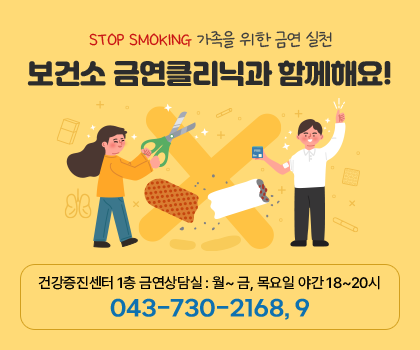 STOP SMOKING 가족을 위한 금연 실천
보건소 금연클리닉과 함께해요!
건강증진센터 1층 금연상담실 : 월~ 금, 목요일 야간 18~20시
043-730-2168, 9